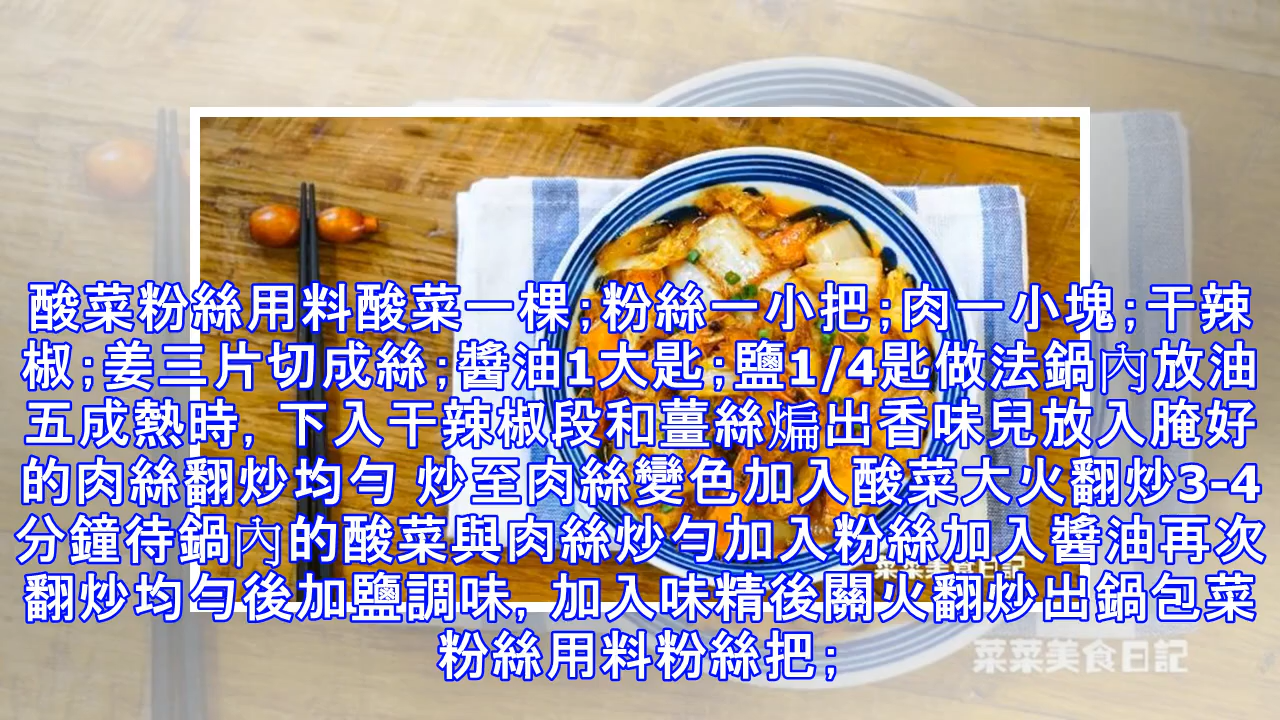 酸菜粉絲用料酸菜一棵;粉絲一小把;肉一小塊;干辣
椒;姜三片切成絲;醬油1大匙;鹽1/4匙做法鍋內放油
五成熱時, 下入干辣椒段和薑絲煸出香味兒放入腌好
的肉絲翻炒均勻 炒至肉絲變色加入酸菜大火翻炒3-4
分鐘待鍋內的酸菜與肉絲炒勻加入粉絲加入醬油再次
翻炒均勻後加鹽調味, 加入味精後關火翻炒出鍋包菜
粉絲用料粉絲把;
菜菜美食日記
菜菜美食日記